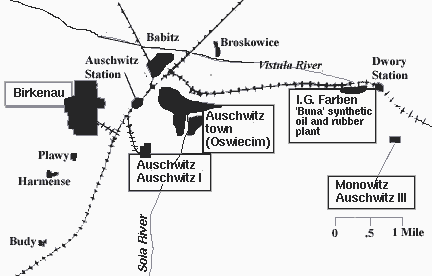 Babitz
Broskowice
Auschwitz
Station
Vistula River
Dwory
Station
Birkenau
I.G. Farben
'Buna' synthetic
oil and rubber
plant
Auschwitz
town
(Oswiecim)
Plawy
Harmense
Auschwitz
Auschwitz I
Monowitz
Auschwitz III
Budy
Sola River
0 .5 1 Mile